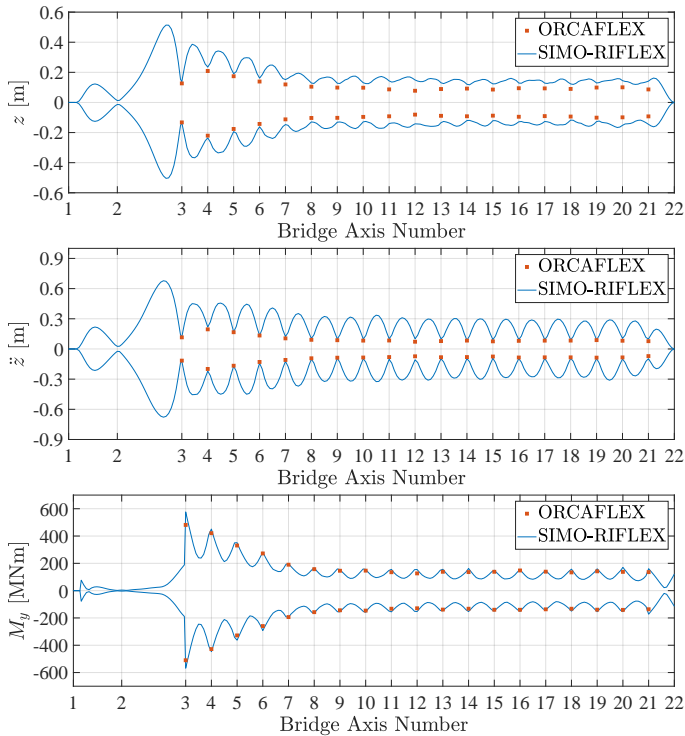 0.6
0.4
0.2
0.0
0.2
0.4
0.6
z [m]
ORCAFLEX
SIMO-RIFLEX
1 2 3 4 5 6 7 8 9 10 11 12 13 14 15 16 17 18 19 20 21 22
Bridge Axis Number
0.9
0.6
0.3
0
-0.3
-0.6
-0.9
z̈ [m]
ORCAFLEX
SIMO-RIFLEX
1 2 3 4 5 6 7 8 9 10 11 12 13 14 15 16 17 18 19 20 21 22
Bridge Axis Number
600
400
200
0
-200
-400
-600
M_y [MNm]
ORCAFLEX
SIMO-RIFLEX
1 2 3 4 5 6 7 8 9 10 11 12 13 14 15 16 17 18 19 20 21 22
Bridge Axis Number